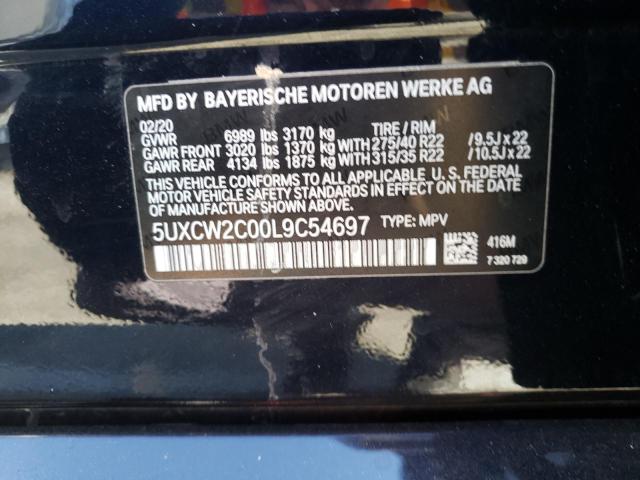 MFD BY BAYERISCHE MOTOREN WERKE AG
02/20 TIRE / RIM
GVWR 6989 lbs 3170 kg
GAWR FRONT 3020 lbs 1370 kg WITH 275/40 R22 / 9.5J x 22
GAWR REAR 4134 lbs 1875 kg WITH 315/35 R22 / 10.5J x 22
THIS VEHICLE CONFORMS TO ALL APPLICABLE U. S. FEDERAL
MOTOR VEHICLE SAFETY STANDARDS IN EFFECT ON THE DATE
OF MANUFACTURE SHOWN ABOVE.
5UXCW2C00L9C54697 TYPE: MPV
416M
7 320 729